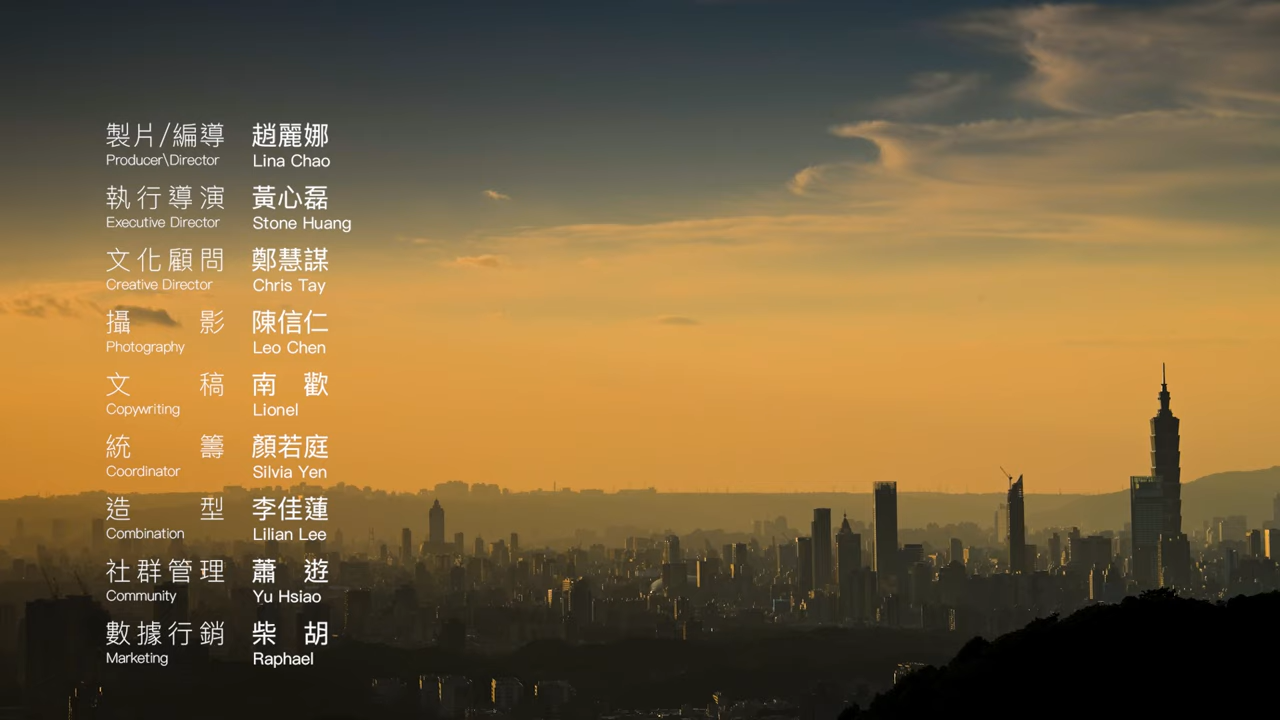 製片/編導 趙麗娜
Producer\Director Lina Chao
執行導演 黃心磊
Executive Director Stone Huang
文化顧問 鄭慧謀
Creative Director Chris Tay
攝影 陳信仁
Photography Leo Chen
文稿 南歡
Copywriting Lionel
統籌 顏若庭
Coordinator Silvia Yen
造型 李佳蓮
Combination Lilian Lee
社群管理 蕭遊
Community Yu Hsiao
數據行銷 柴胡
Marketing Raphael